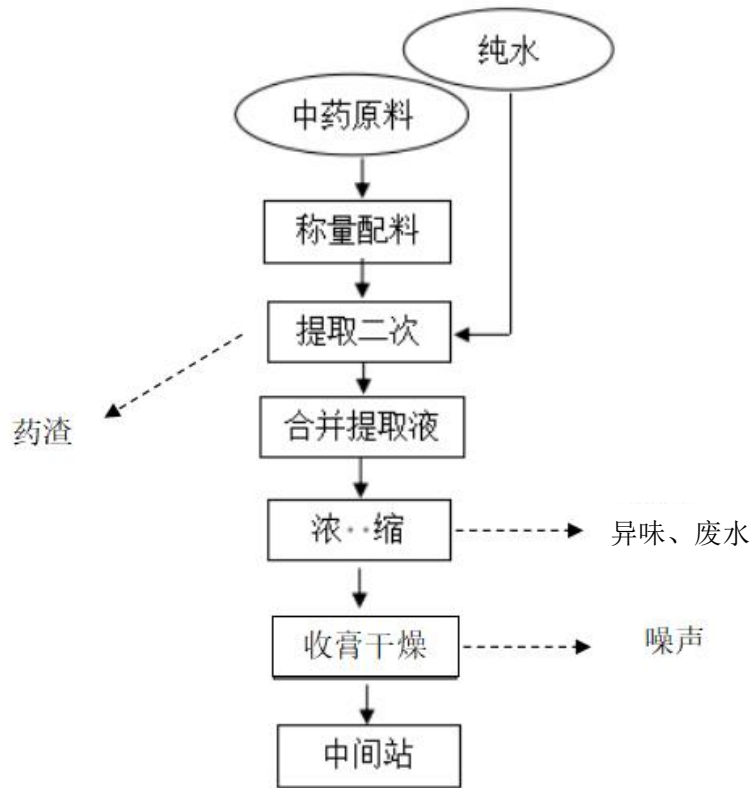 纯水
中药原料
称量配料
提取二次
药渣
合并提取液
浓··缩
异味、废水
收膏干燥
噪声
中间站